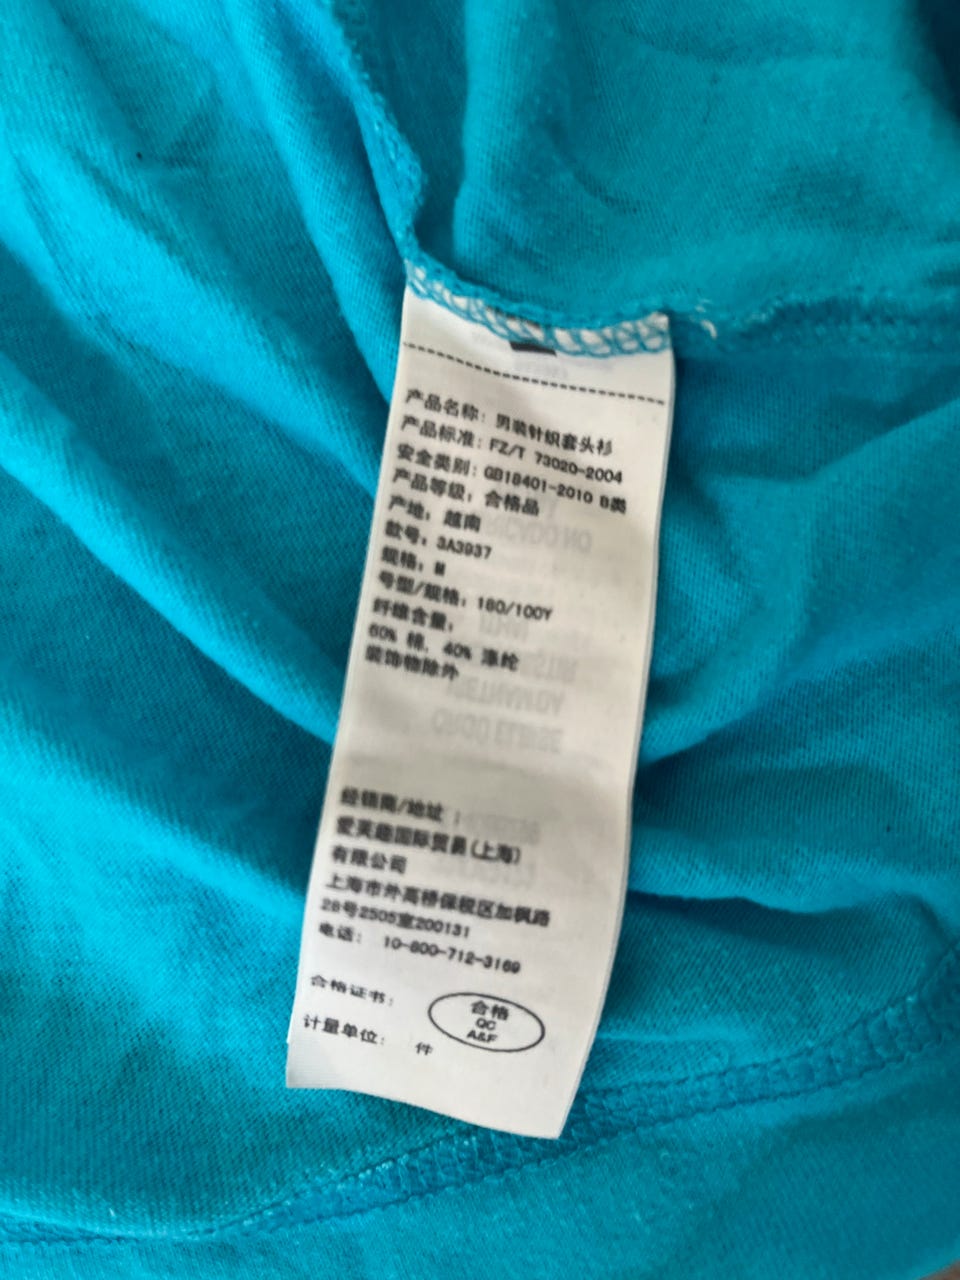 产品名称: 男装针织套头衫
产品标准: FZ/T 73020-2004
安全类别: GB18401-2010 B类
产品等级: 合格品
产地: 越南
款号: 3A3937
规格: M
号型/规格: 180/100Y
纤维含量:
60% 棉, 40% 涤纶
装饰物除外
经销商/地址 :
爱芙趣国际贸易(上海)
有限公司
上海市外高桥保税区加枫路
28号2505室200131
电话: 10-800-712-3169
合格证书:
合格
QC
A&F
计量单位: 件